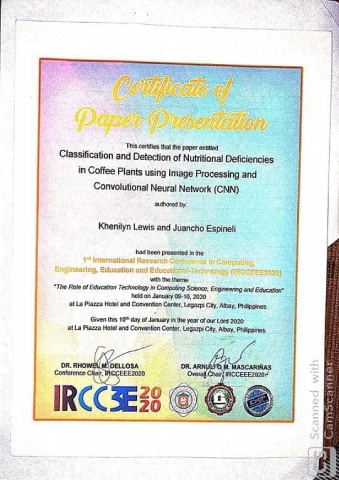 Certificate of
Paper Presentation
This certifies that the paper entitled
Classification and Detection of Nutritional Deficiencies
in Coffee Plants using Image Processing and
Convolutional Neural Network (CNN)
authored by:
Khenilyn Lewis and Juancho Espineli
had been presented in the
1st International Research Conference in Computing,
Engineering, Education and Educational-Technology (IRCCEEE2020)
with the theme
"The Role of Education Technology in Computing Science, Engineering and Education"
held on January 09-10, 2020
at La Piazza Hotel and Convention Center, Legazpi City, Albay, Philippines
Given this 10th day of January in the year of our Lord 2020
at La Piazza Hotel and Convention Center, Legazpi City, Albay, Philippines.
DR. RHOWEL M. DELLOSA
Conference Chair, IRCCEEE2020
DR. ARNULFO M. MASCARIÑAS
Overall Chair, IRCCEEE2020
IRCC3E 2020
Scanned with
CamScanner